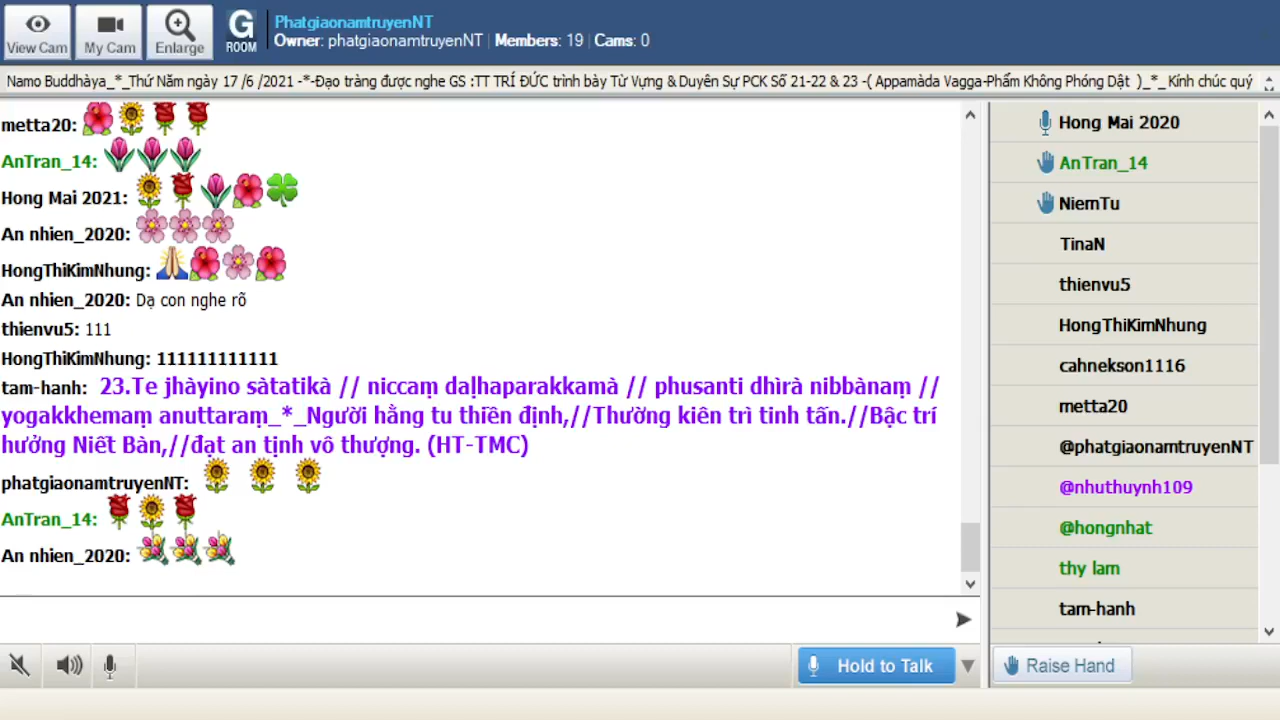 View Cam
My Cam
Enlarge
G
ROOM
PhatgiaonamtruyenNT
Owner: phatgiaonamtruyenNT | Members: 19 | Cams: 0
Namo Buddhàya_*_Thứ Năm ngày 17 /6 /2021 -*-Đạo tràng được nghe GS :TT TRÍ ĐỨC trình bày Từ Vựng & Duyên Sự PCK Số 21-22 & 23 -( Appamàda Vagga-Phẩm Không Phóng Dật )_*_ Kính chúc quý
metta20:
AnTran_14:
Hong Mai 2021:
An nhien_2020:
HongThiKimNhung:
An nhien_2020: Dạ con nghe rõ
thienvu5: 111
HongThiKimNhung: 111111111111
tam-hanh: 23.Te jhàyino sàtatikà // niccaṃ daḷhaparakkamà // phusanti dhìrà nibbànaṃ //
yogakkhemaṃ anuttaraṃ_*_Người hằng tu thiền định,//Thường kiên trì tinh tấn.//Bậc trí
hưởng Niết Bàn,//đạt an tịnh vô thượng. (HT-TMC)
phatgiaonamtruyenNT:
AnTran_14:
An nhien_2020:
Hong Mai 2020
AnTran_14
NiemTu
TinaN
thienvu5
HongThiKimNhung
cahnekson1116
metta20
@phatgiaonamtruyenNT
@nhuthuynh109
@hongnhat
thy lam
tam-hanh
Hold to Talk
Raise Hand